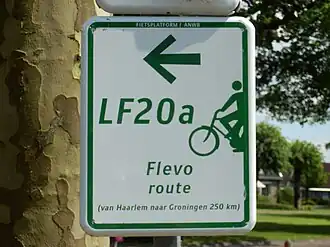 FIETSPLATFORM / ANWB
LF20a
Flevo
route
(van Haarlem naar Groningen 250 km)